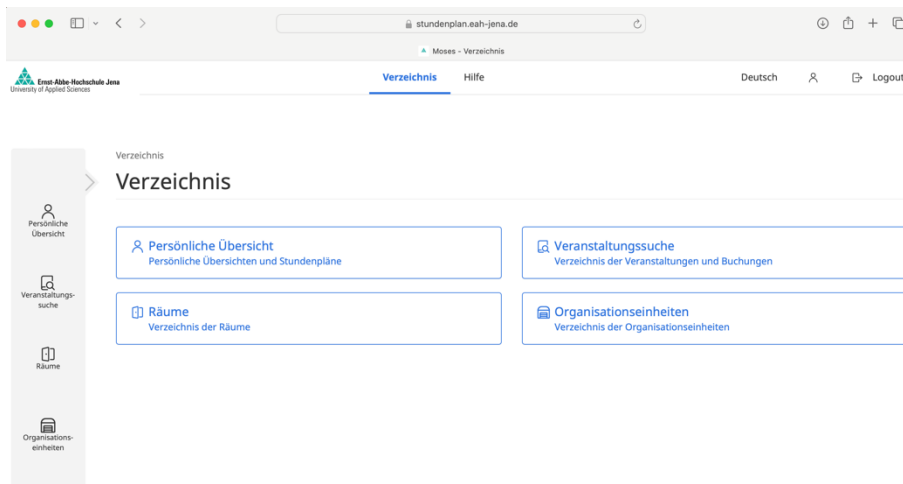 stundenplan.eah-jena.de
Moses - Verzeichnis
Ernst-Abbe-Hochschule Jena
University of Applied Sciences
Verzeichnis
Hilfe
Deutsch
Logout
Verzeichnis
Verzeichnis
Persönliche
Übersicht
Veranstaltungs-
suche
Räume
Organisations-
einheiten
Persönliche Übersicht
Persönliche Übersichten und Stundenpläne
Veranstaltungssuche
Verzeichnis der Veranstaltungen und Buchungen
Räume
Verzeichnis der Räume
Organisationseinheiten
Verzeichnis der Organisationseinheiten